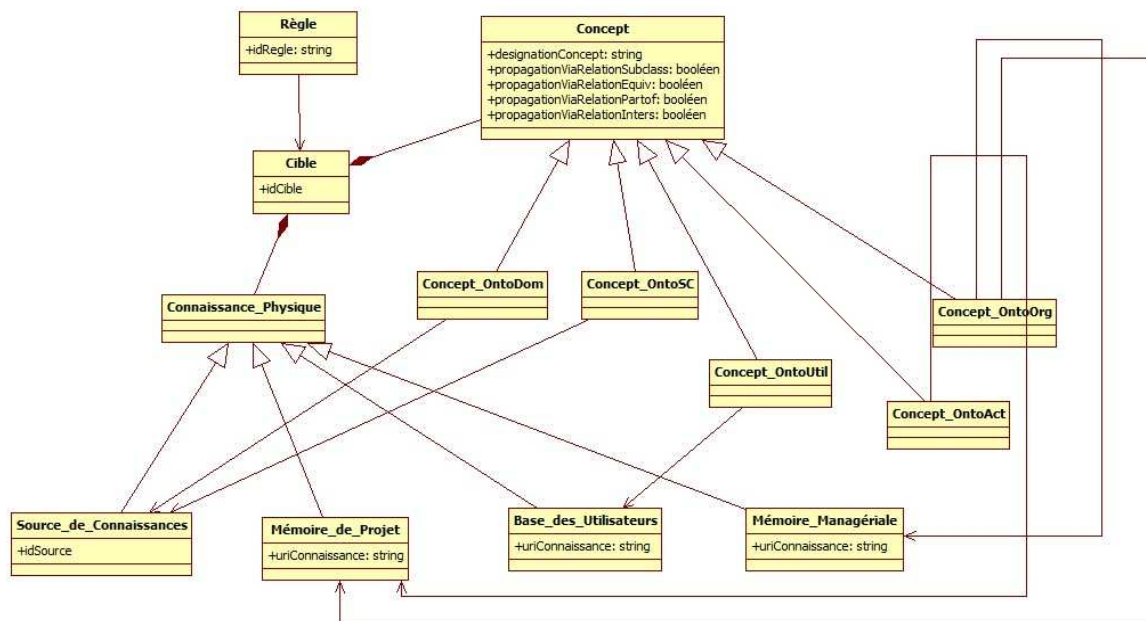 Règle
+idRegle: string
Concept
+designationConcept: string
+propagationViaRelationSubclass: booléen
+propagationViaRelationEquiv: booléen
+propagationViaRelationPartof: booléen
+propagationViaRelationInters: booléen
Cible
+idCible
Connaissance_Physique
Concept_OntoDom
Concept_OntoSC
Concept_OntoOrg
Concept_OntoUtil
Concept_OntoAct
Source_de_Connaissances
+idSource
Mémoire_de_Projet
+uriConnaissance: string
Base_des_Utilisateurs
+uriConnaissance: string
Mémoire_Managériale
+uriConnaissance: string